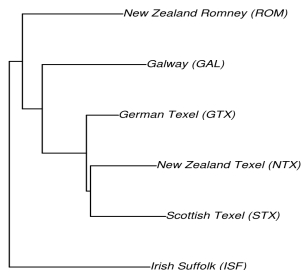 New Zealand Romney (ROM)
Galway (GAL)
German Texel (GTX)
New Zealand Texel (NTX)
Scottish Texel (STX)
Irish Suffolk (ISF)